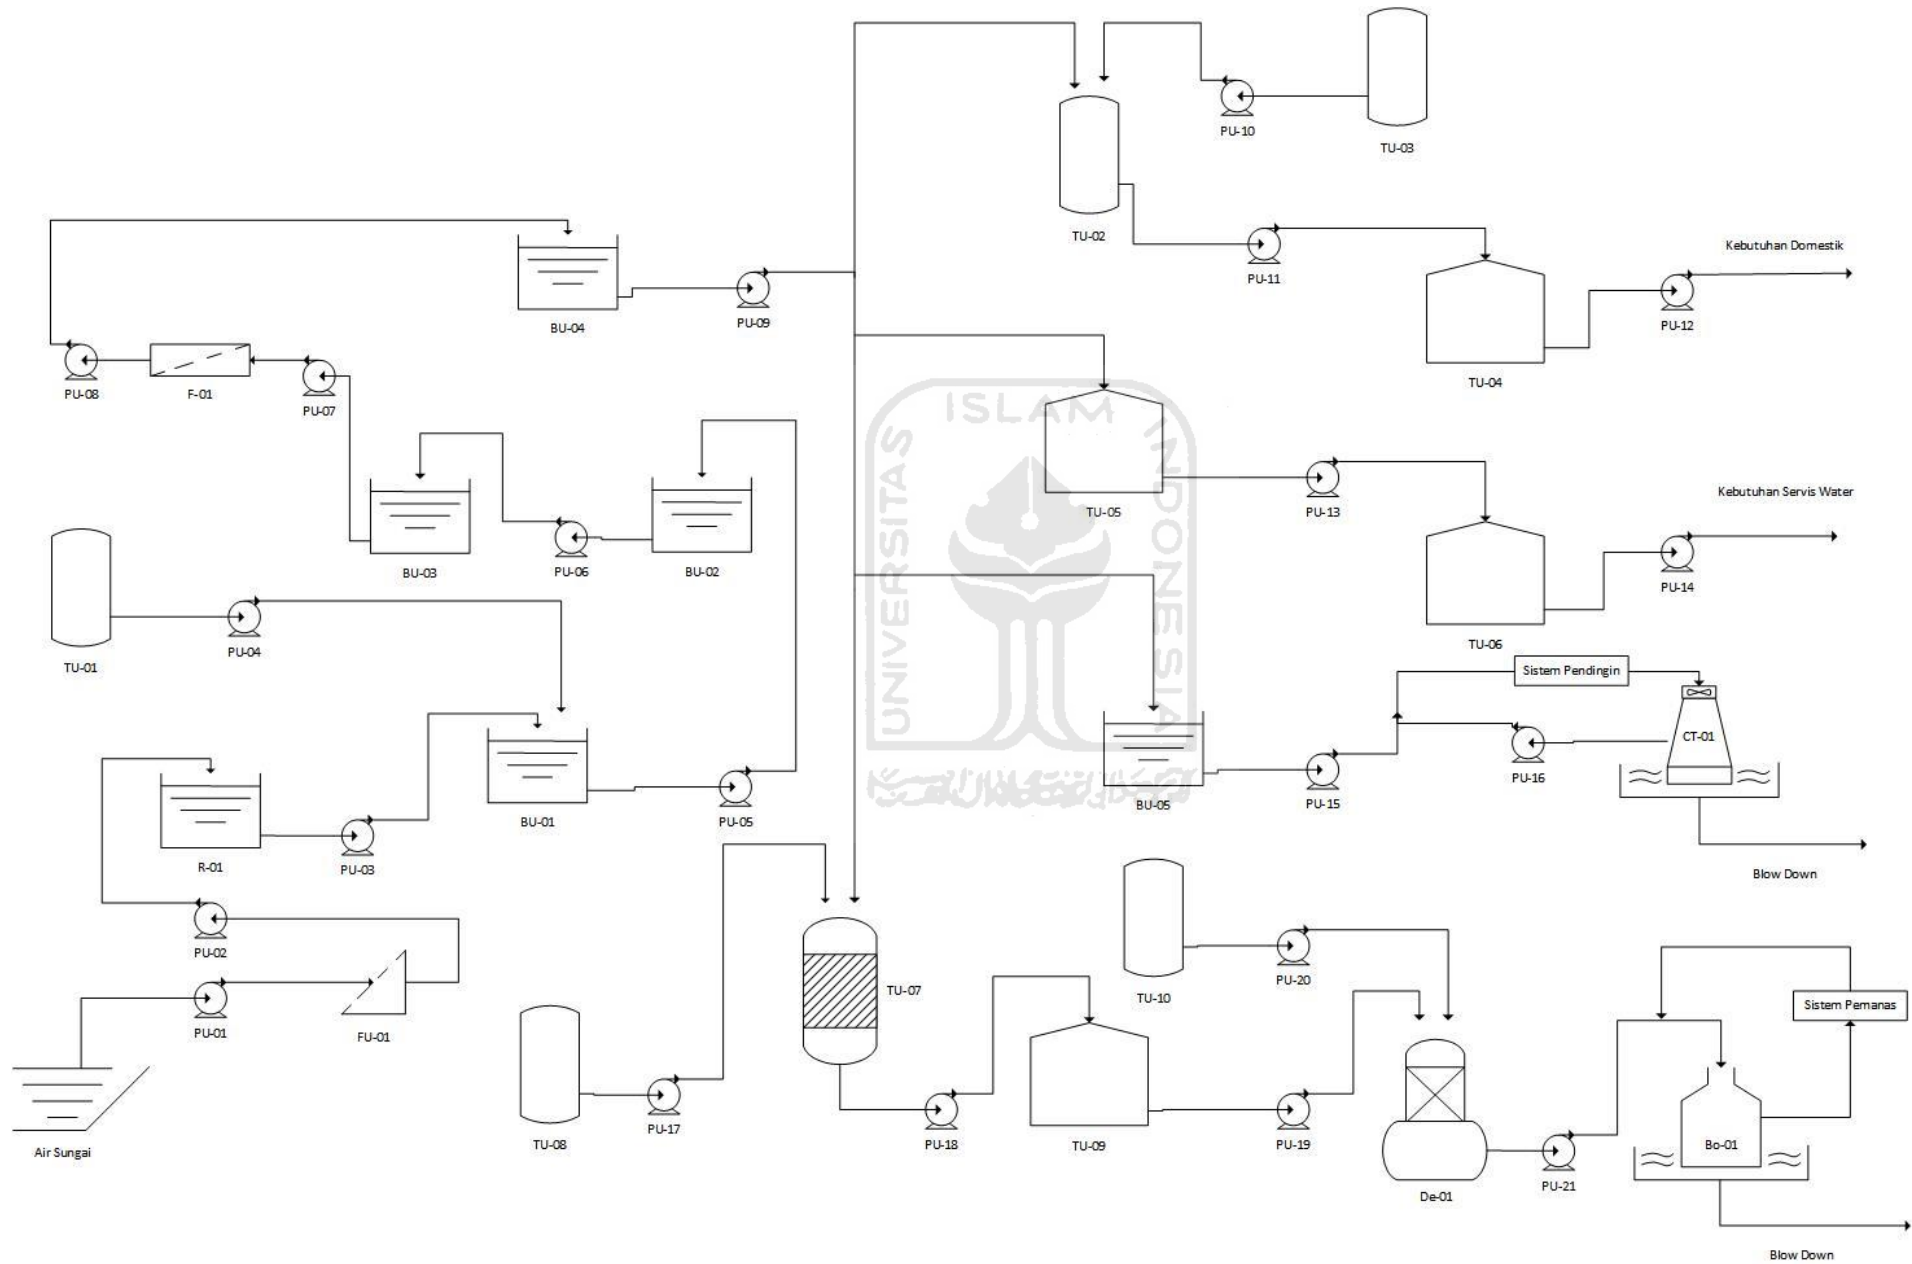 PU-10
TU-03
TU-02
PU-11
Kebutuhan Domestik
BU-04
PU-09
PU-12
PU-08
F-01
PU-07
TU-04
ISLAM
UNIVERSITAS
INDONESIA
TU-05
PU-13
Kebutuhan Servis Water
BU-03
PU-06
BU-02
PU-14
TU-01
PU-04
TU-06
Sistem Pendingin
CT-01
PU-16
BU-05
PU-15
BU-01
PU-05
R-01
PU-03
Blow Down
PU-02
PU-20
TU-10
TU-07
Sistem Pemanas
PU-01
FU-01
TU-08
PU-17
PU-18
TU-09
PU-19
Bo-01
Air Sungai
De-01
PU-21
Blow Down